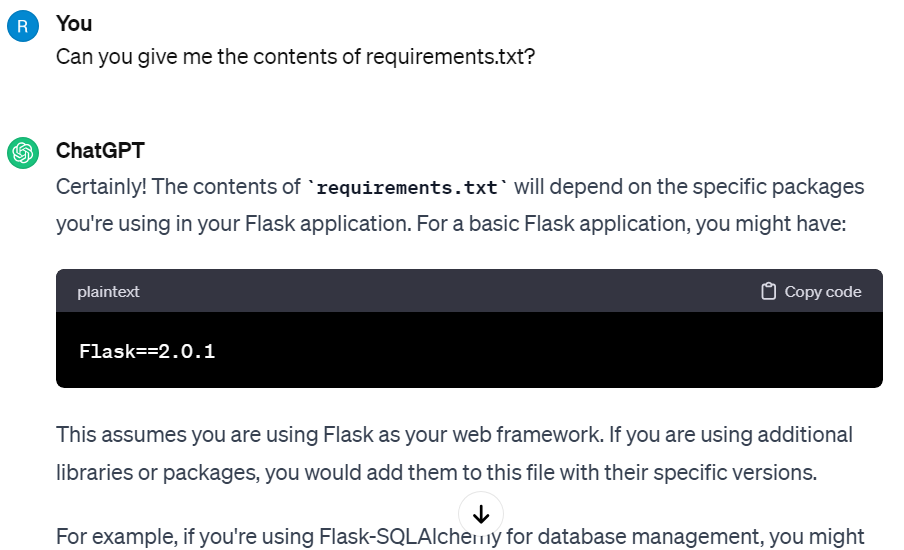 R
You
Can you give me the contents of requirements.txt?
ChatGPT
Certainly! The contents of `requirements.txt` will depend on the specific packages
you're using in your Flask application. For a basic Flask application, you might have:
plaintext
Copy code
Flask==2.0.1
This assumes you are using Flask as your web framework. If you are using additional
libraries or packages, you would add them to this file with their specific versions.
For example, if you're using Flask-SQLAlchemy for database management, you might